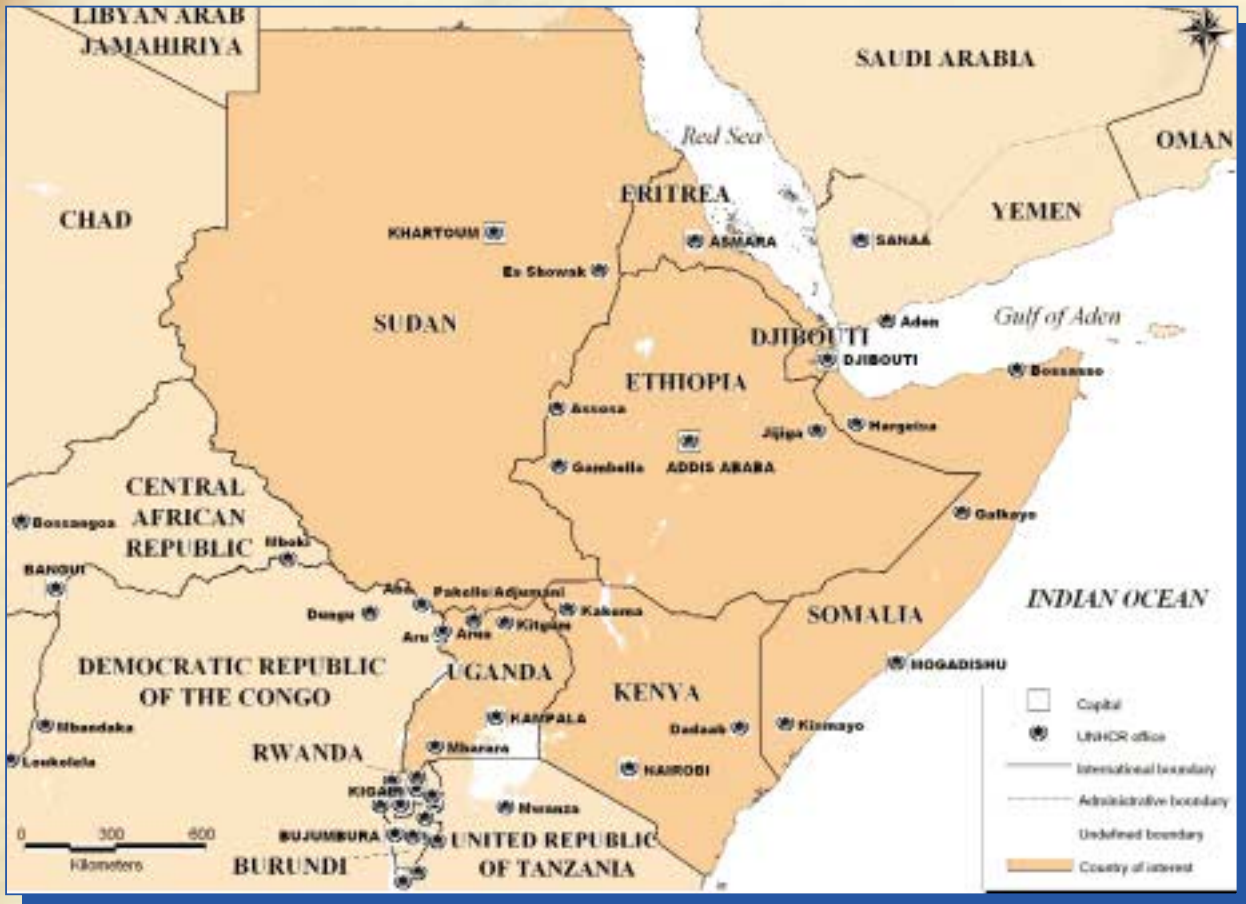 LIBYAN ARAB
JAMAHIRIYA
SAUDI ARABIA
OMAN
Red Sea
CHAD
ERITREA
YEMEN
KHARTOUM
ASMARA
SANAA
Es Showak
SUDAN
Aden
Gulf of Aden
DJIBOUTI
DJIBOUTI
Bossasso
ETHIOPIA
Assosa
Jijiga
Hargeisa
Gambella
ADDIS ABABA
CENTRAL
AFRICAN
REPUBLIC
Bossangoa
Galkayo
Mboki
BANGUI
Pakelle/Adjumani
Dungu
Kakuma
INDIAN OCEAN
Aru
Arua
Kitgum
SOMALIA
DEMOCRATIC REPUBLIC
OF THE CONGO
UGANDA
MOGADISHU
KENYA
Mbandaka
KAMPALA
Dadaab
Kismayo
Loukolela
RWANDA
Mbarara
NAIROBI
KIGALI
Mwanza
BUJUMBURA
UNITED REPUBLIC
OF TANZANIA
BURUNDI
0 300 600
Kilometers
Capital
UNHCR office
International boundary
Administrative boundary
Undefined boundary
Country of interest